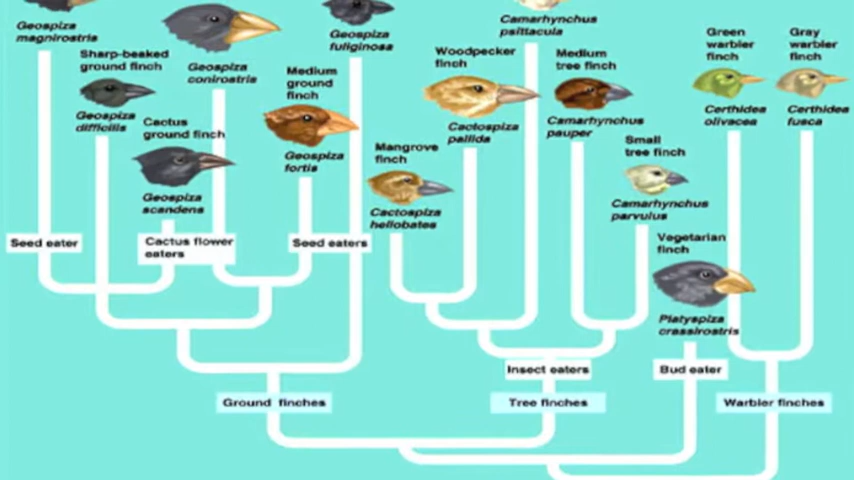 Geospiza
magnirostris
Sharp-beaked
ground finch
Geospiza
difficilis
Cactus
ground finch
Geospiza
scandens
Geospiza
conirostris
Medium
ground
finch
Geospiza
fortis
Geospiza
fuliginosa
Mangrove
finch
Cactospiza
heliobates
Woodpecker
finch
Cactospiza
pallida
Camarhynchus
psittacula
Medium
tree finch
Camarhynchus
pauper
Small
tree finch
Camarhynchus
parvulus
Vegetarian
finch
Platyspiza
crassirostris
Green
warbler
finch
Certhidea
olivacea
Gray
warbler
finch
Certhidea
fusca
Seed eater
Cactus flower
eaters
Seed eaters
Insect eaters
Bud eater
Ground finches
Tree finches
Warbler finches